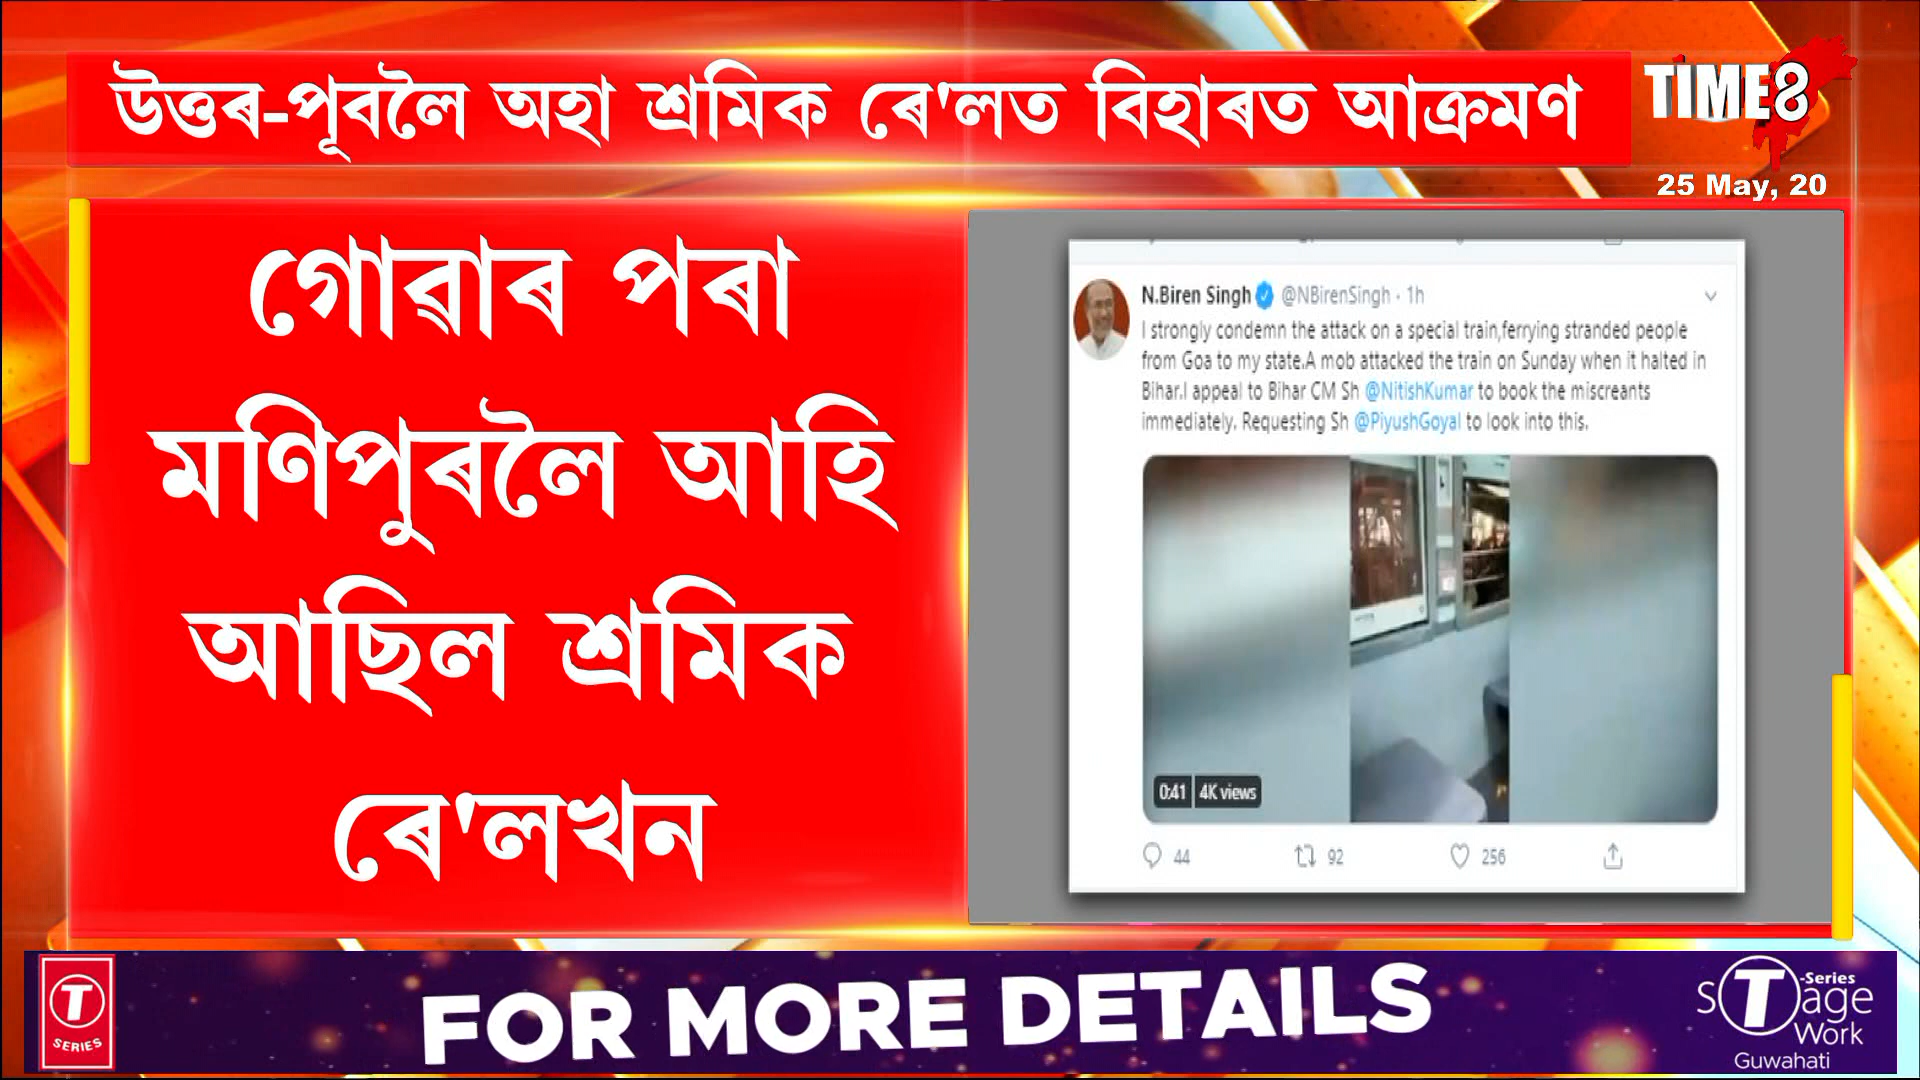 উত্তৰ-পূবলৈ অহা শ্ৰমিক ৰে'লত বিহাৰত আক্ৰমণ
TIME8
25 May, 20
গোৱাৰ পৰা
মণিপুৰলৈ আহি
আছিল শ্ৰমিক
ৰে'লখন
N.Biren Singh @NBirenSingh · 1h
I strongly condemn the attack on a special train,ferrying stranded people
from Goa to my state.A mob attacked the train on Sunday when it halted in
Bihar.I appeal to Bihar CM Sh @NitishKumar to book the miscreants
immediately. Requesting Sh @PiyushGoyal to look into this.
0:41 4K views
44 92 256
T
SERIES
FOR MORE DETAILS
T-Series
Stage
Work
Guwahati